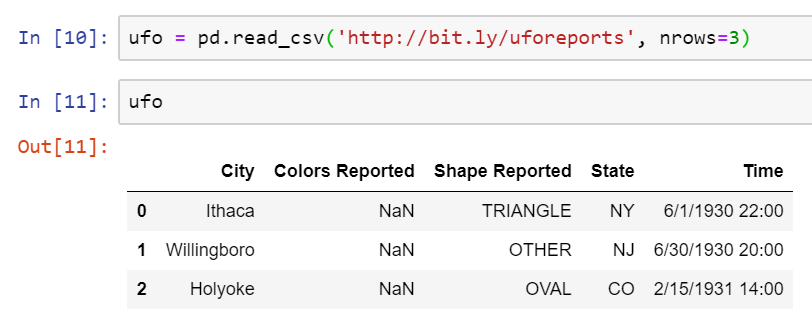 In [10]: ufo = pd.read_csv('http://bit.ly/uforeports', nrows=3)
In [11]: ufo
Out[11]:
City Colors Reported Shape Reported State Time
0 Ithaca NaN TRIANGLE NY 6/1/1930 22:00
1 Willingboro NaN OTHER NJ 6/30/1930 20:00
2 Holyoke NaN OVAL CO 2/15/1931 14:00